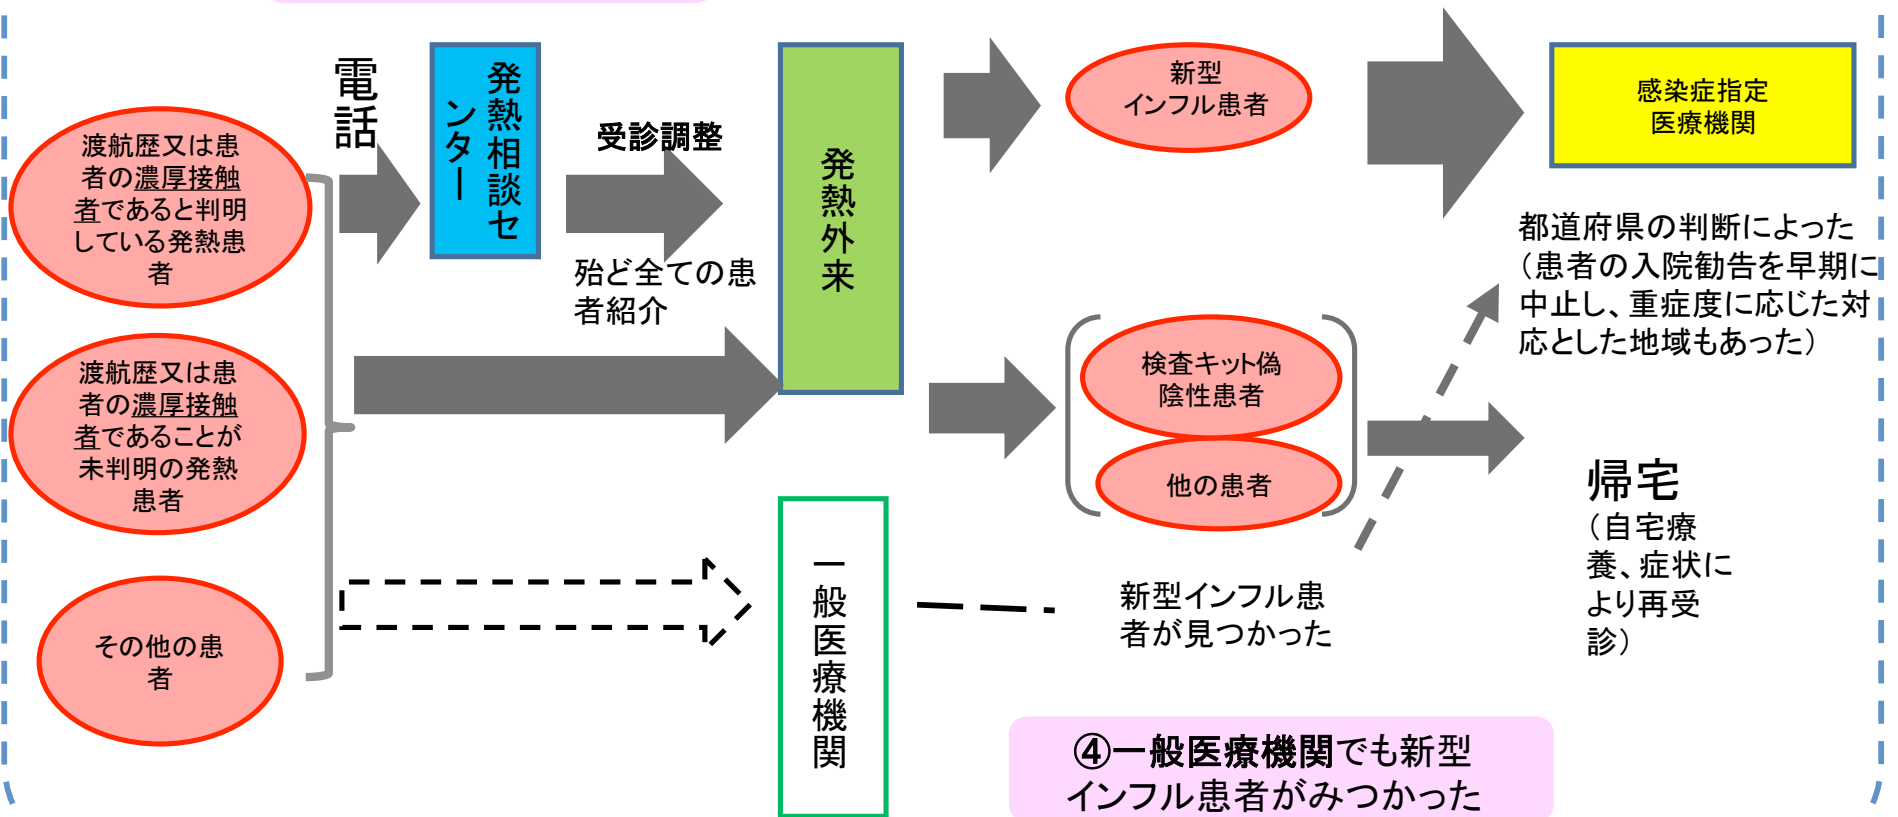 渡航歴又は患
者の濃厚接触
者であると判明
している発熱患
者
渡航歴又は患
者の濃厚接触
者であることが
未判明の発熱
患者
その他の患
者
電話
発熱相談セ
ンター
受診調整
殆ど全ての患
者紹介
発熱外来
一般医療機関
新型
インフル患者
検査キット偽
陰性患者
他の患者
新型インフル患
者が見つかった
感染症指定
医療機関
都道府県の判断によった
（患者の入院勧告を早期に
中止し、重症度に応じた対
応とした地域もあった）
帰宅
（自宅療
養、症状に
より再受
診）
④一般医療機関でも新型
インフル患者がみつかった